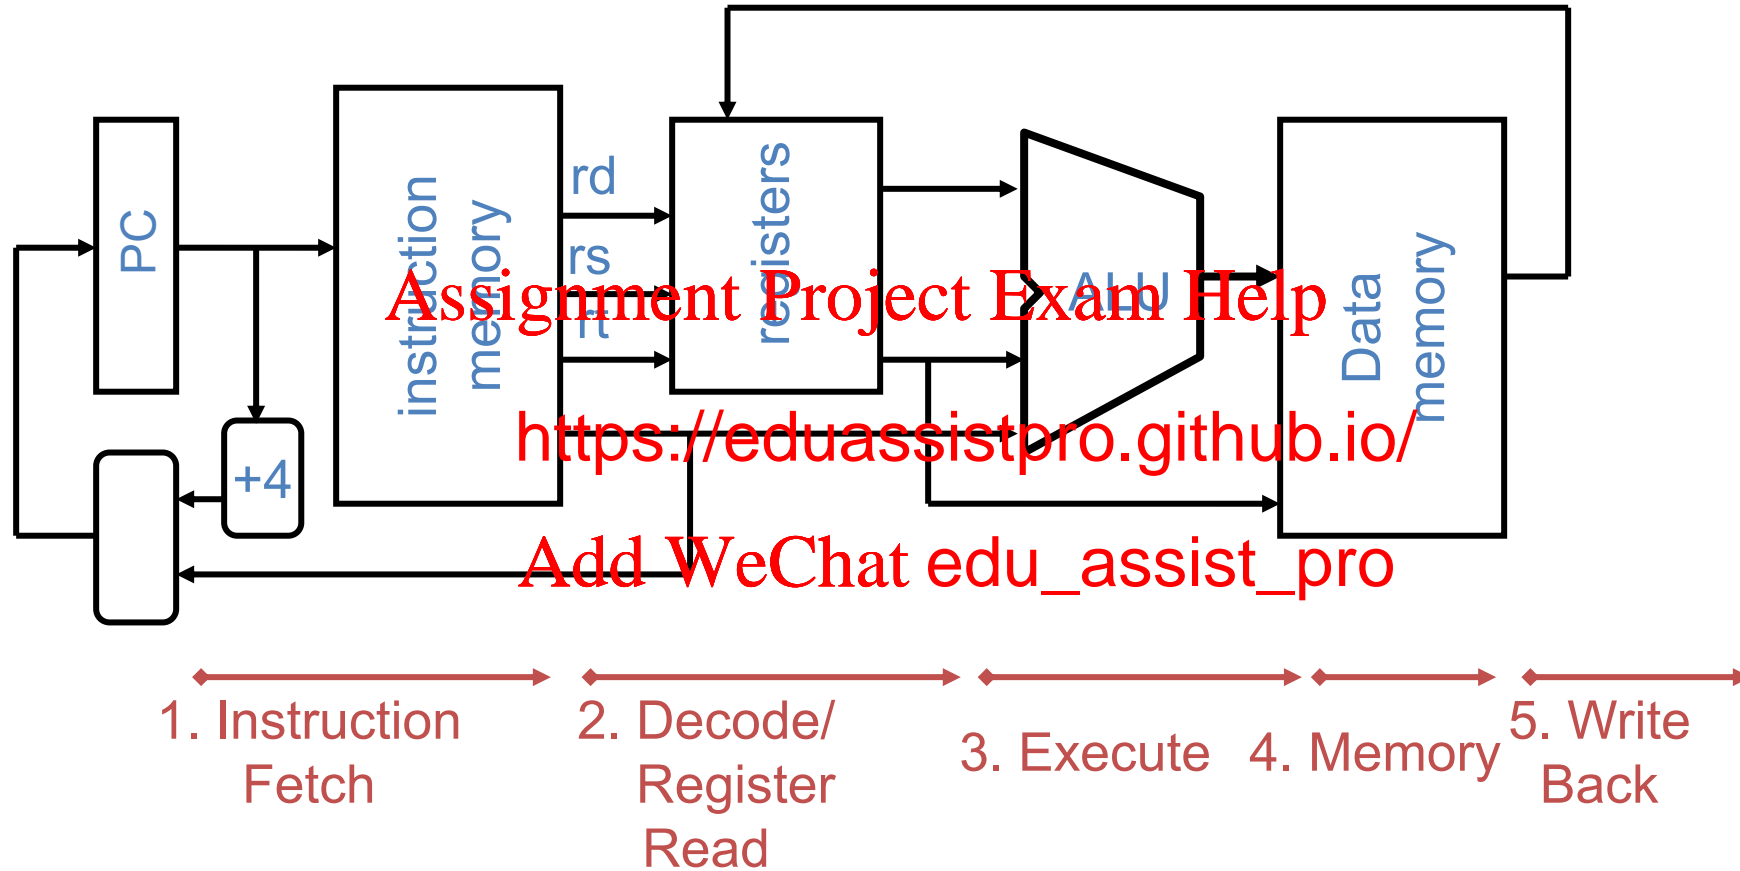 PC
instruction
memory
rd
rs
rt
registers
ALU
Data
memory
+4
Assignment Project Exam Help
https://eduassistpro.github.io/
Add WeChat edu_assist_pro
1. Instruction
Fetch
2. Decode/
Register
Read
3. Execute
4. Memory
5. Write
Back